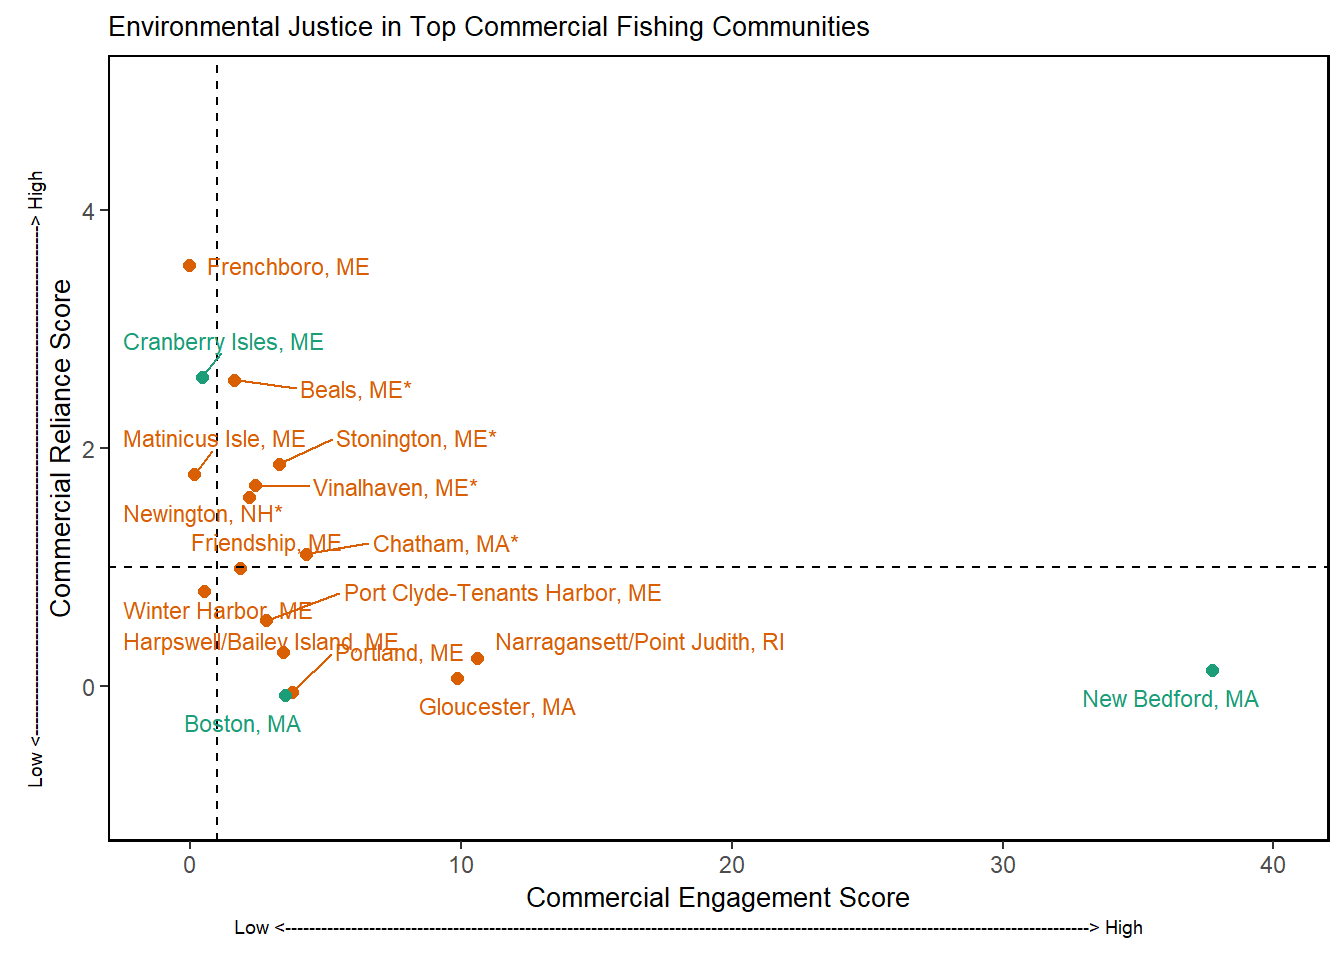 Environmental Justice in Top Commercial Fishing Communities
Low <------------------------------------------------------------------------------------> High
Commercial Reliance Score
4
2
0
Frenchboro, ME
Cranberry Isles, ME
Beals, ME*
Matinicus Isle, ME
Stonington, ME*
Vinalhaven, ME*
Newington, NH*
Friendship, ME
Chatham, MA*
Port Clyde-Tenants Harbor, ME
Winter Harbor, ME
Harpswell/Bailey Island, ME
Portland, ME
Narragansett/Point Judith, RI
Gloucester, MA
New Bedford, MA
Boston, MA
0
10
20
30
40
Commercial Engagement Score
Low <--------------------------------------------------------------------------------------------------------------------------------------> High